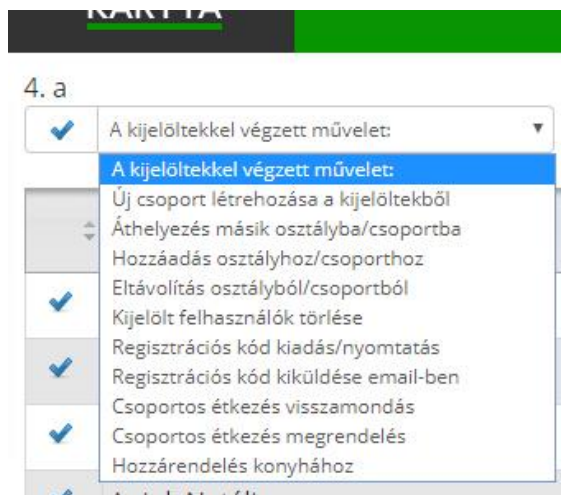 KÁRTYA
4. a
A kijelöltekkel végzett művelet:
A kijelöltekkel végzett művelet:
Új csoport létrehozása a kijelöltekből
Áthelyezés másik osztályba/csoportba
Hozzáadás osztályhoz/csoporthoz
Eltávolítás osztályból/csoportból
Kijelölt felhasználók törlése
Regisztrációs kód kiadás/nyomtatás
Regisztrációs kód kiküldése email-ben
Csoportos étkezés visszamondás
Csoportos étkezés megrendelés
Hozzárendelés konyhához